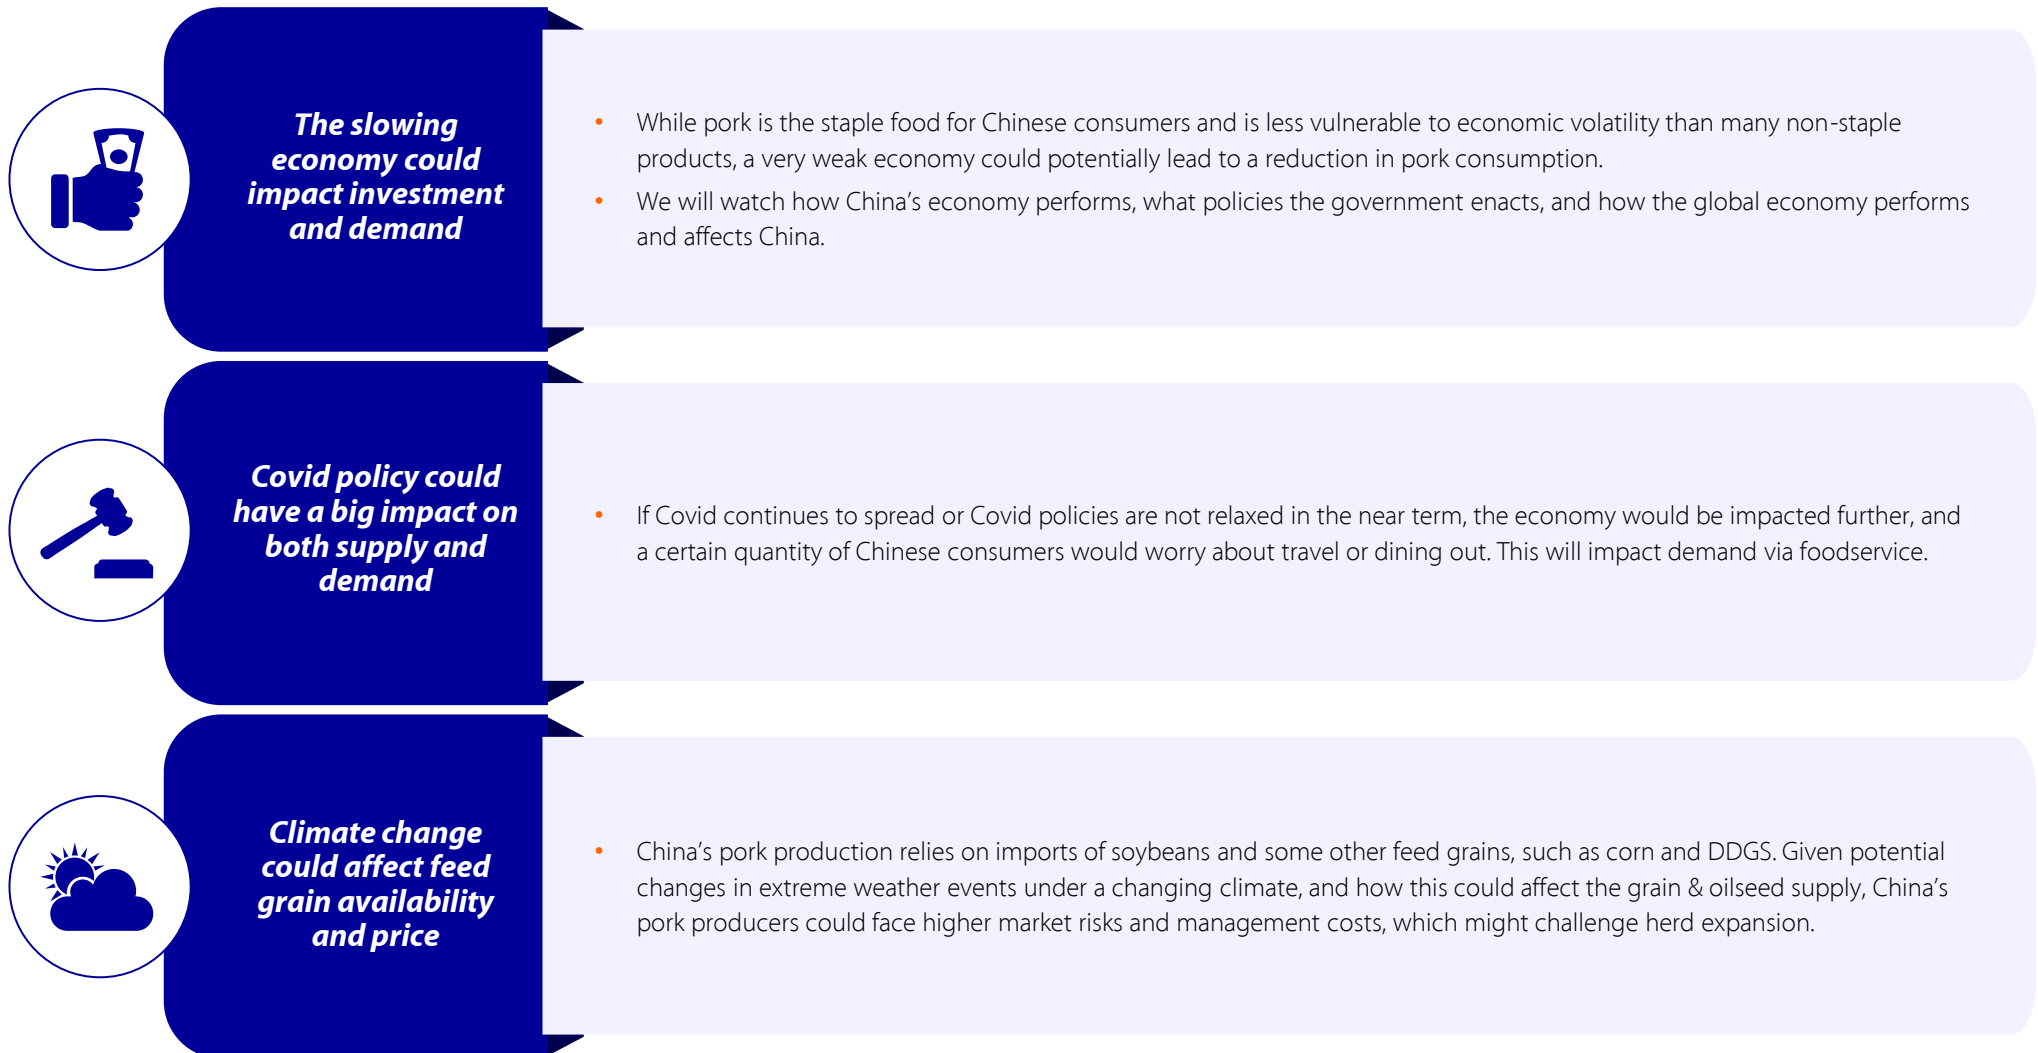 The slowing
economy could
impact investment
and demand
• While pork is the staple food for Chinese consumers and is less vulnerable to economic volatility than many non-staple
products, a very weak economy could potentially lead to a reduction in pork consumption.
• We will watch how China’s economy performs, what policies the government enacts, and how the global economy performs
and affects China.
Covid policy could
have a big impact on
both supply and
demand
• If Covid continues to spread or Covid policies are not relaxed in the near term, the economy would be impacted further, and
a certain quantity of Chinese consumers would worry about travel or dining out. This will impact demand via foodservice.
Climate change
could affect feed
grain availability
and price
• China’s pork production relies on imports of soybeans and some other feed grains, such as corn and DDGS. Given potential
changes in extreme weather events under a changing climate, and how this could affect the grain & oilseed supply, China’s
pork producers could face higher market risks and management costs, which might challenge herd expansion.